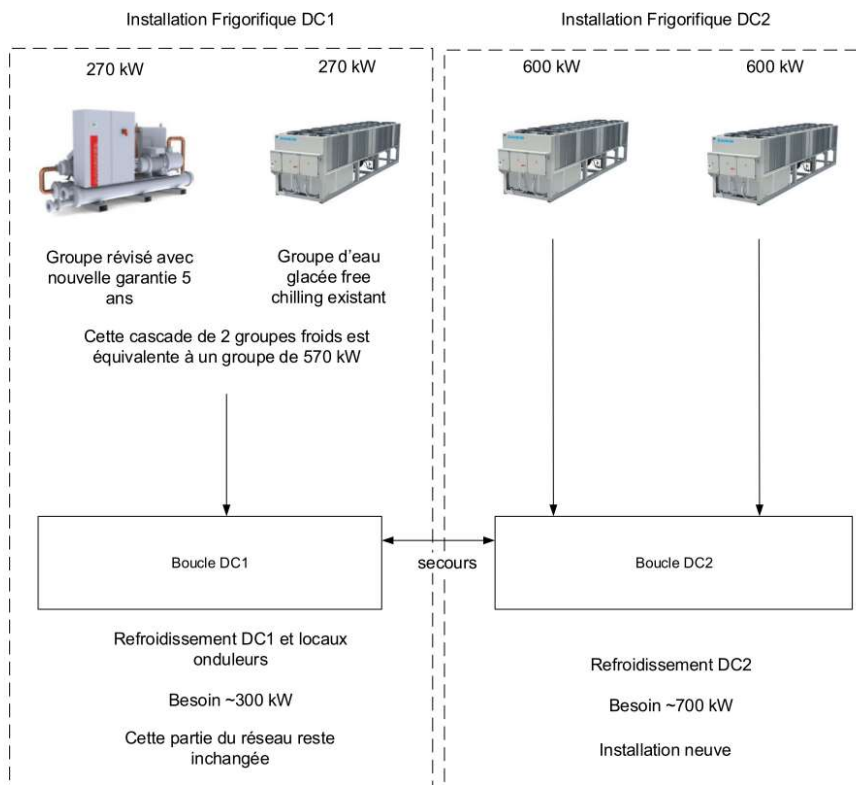 Installation Frigorifique DC1
Installation Frigorifique DC2
270 kW
270 kW
600 kW
600 kW
Groupe révisé avec
nouvelle garantie 5
ans
Groupe d'eau
glacée free
chilling existant
Cette cascade de 2 groupes froids est
équivalente à un groupe de 570 kW
Boucle DC1
secours
Boucle DC2
Refroidissement DC1 et locaux
onduleurs
Besoin ~300 kW
Cette partie du réseau reste
inchangée
Refroidissement DC2
Besoin ~700 kW
Installation neuve